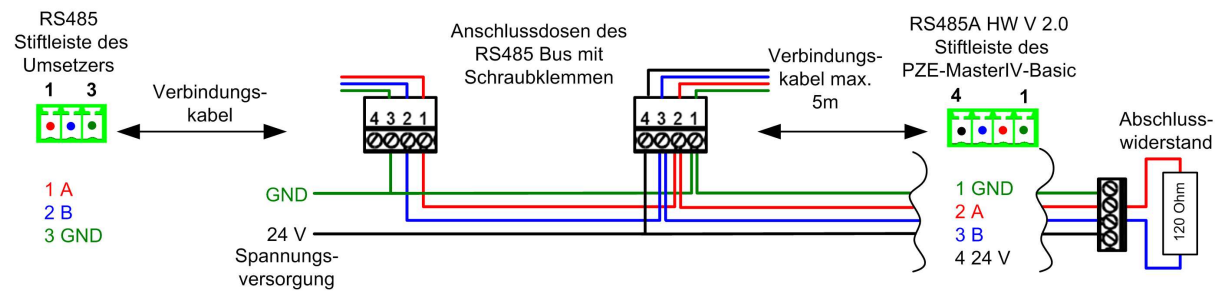 RS485
Stiftleiste des
Umsetzers
1 3
Verbindungs-
kabel
1 A
2 B
3 GND
Anschlussdosen des
RS485 Bus mit
Schraubklemmen
4 3 2 1
4 3 2 1
GND
24 V
Spannungs-
versorgung
Verbindungs-
kabel max.
5m
RS485A HW V 2.0
Stiftleiste des
PZE-MasterIV-Basic
4 1
1 GND
2 A
3 B
4 24 V
Abschluss-
widerstand
120 Ohm